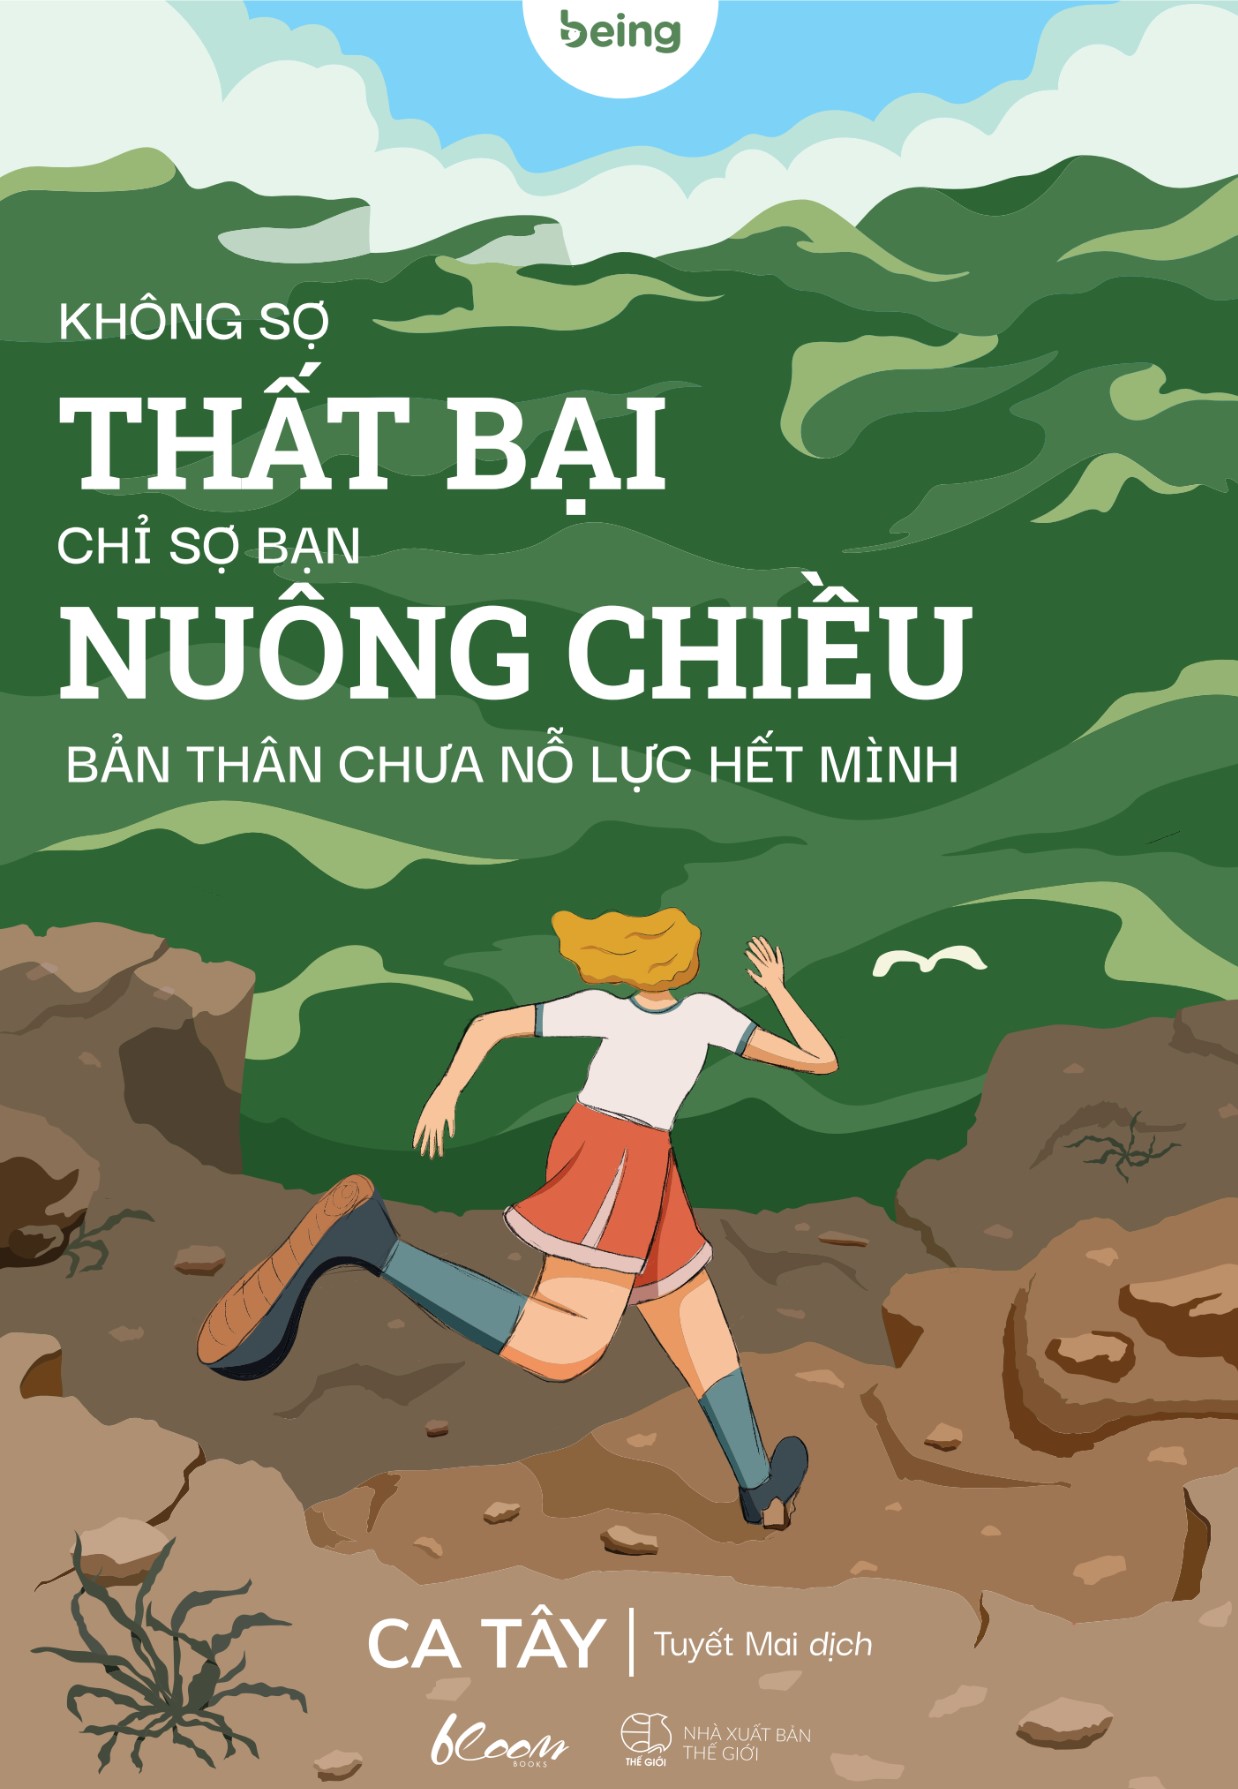 being
KHÔNG SỢ
THẤT BẠI
CHỈ SỢ BẠN
NUÔNG CHIỀU
BẢN THÂN CHƯA NỖ LỰC HẾT MÌNH
CA TÂY | Tuyết Mai dịch
bloom
BOOKS
THẾ GIỚI
NHÀ XUẤT BẢN
THẾ GIỚI